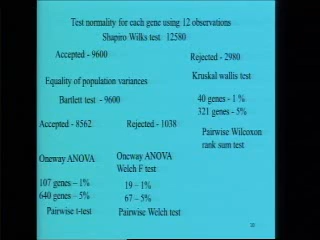 Test normality for each gene using 12 observations
Shapiro Wilks test 12580
Accepted - 9600
Rejected - 2980
Equality of population variances
Kruskal wallis test
Bartlett test - 9600
40 genes - 1 %
321 genes - 5%
Accepted - 8562
Rejected - 1038
Pairwise Wilcoxon
rank sum test
Oneway ANOVA
Oneway ANOVA
Welch F test
107 genes – 1%
640 genes – 5%
19 – 1%
67 – 5%
Pairwise t-test
Pairwise Welch test